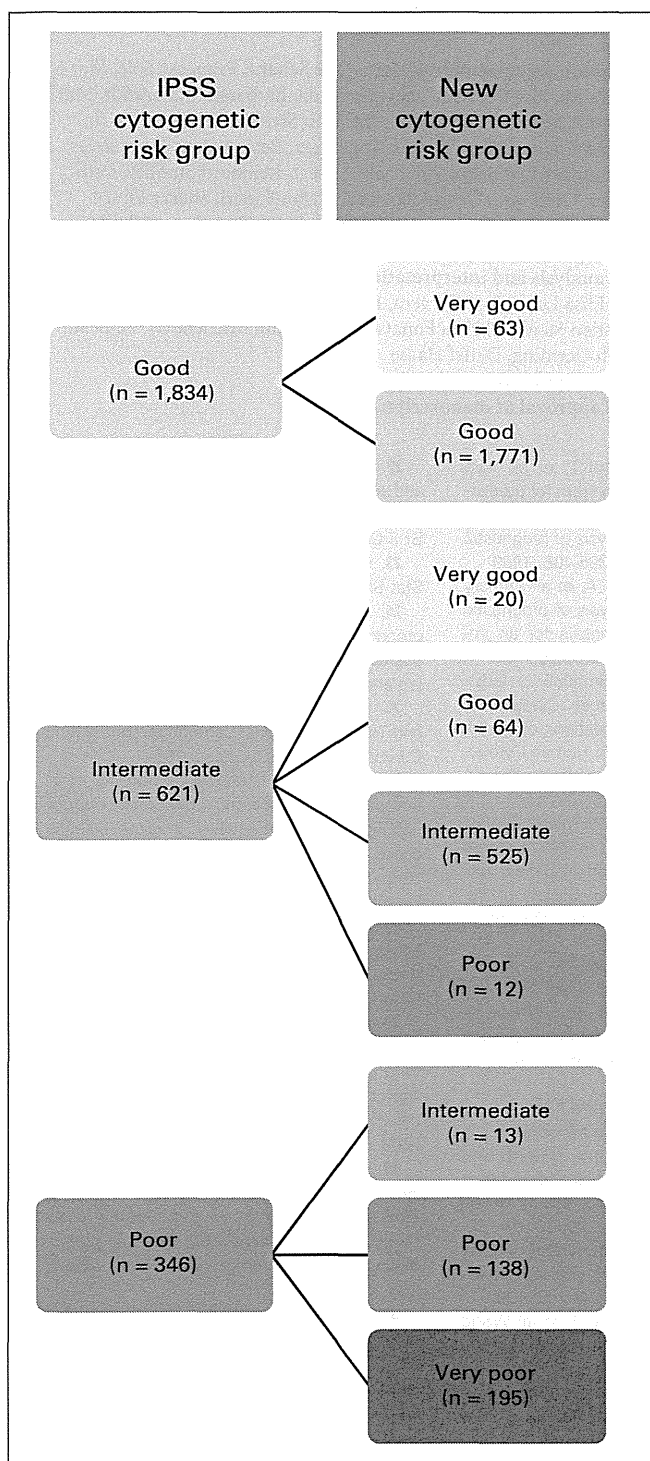 IPSS
cytogenetic
risk group
New
cytogenetic
risk group
Good
(n = 1,834)
Very good
(n = 63)
Good
(n = 1,771)
Intermediate
(n = 621)
Very good
(n = 20)
Good
(n = 64)
Intermediate
(n = 525)
Poor
(n = 12)
Poor
(n = 346)
Intermediate
(n = 13)
Poor
(n = 138)
Very poor
(n = 195)